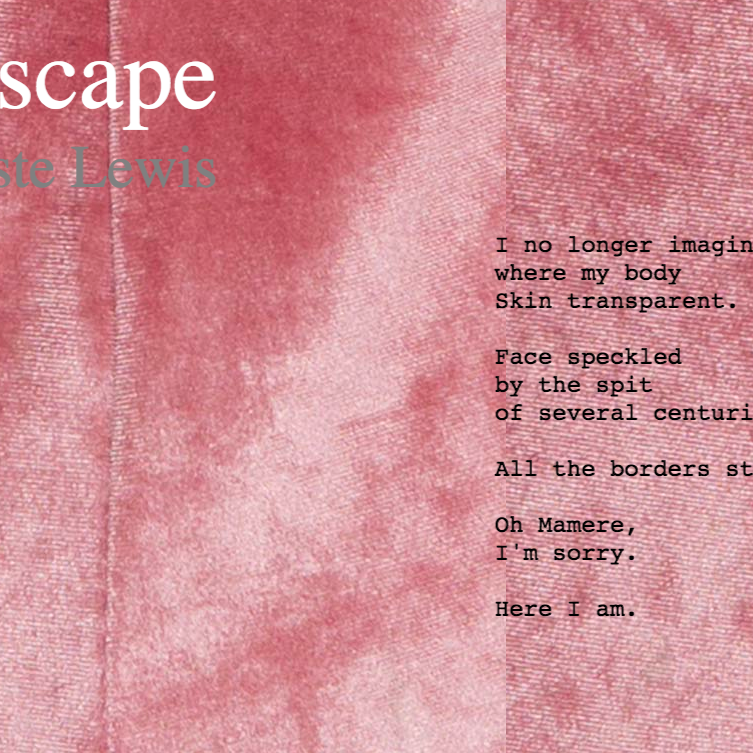 scape
ste Lewis
I no longer imagin
where my body
Skin transparent.
Face speckled
by the spit
of several centuri
All the borders st
Oh Mamere,
I'm sorry.
Here I am.